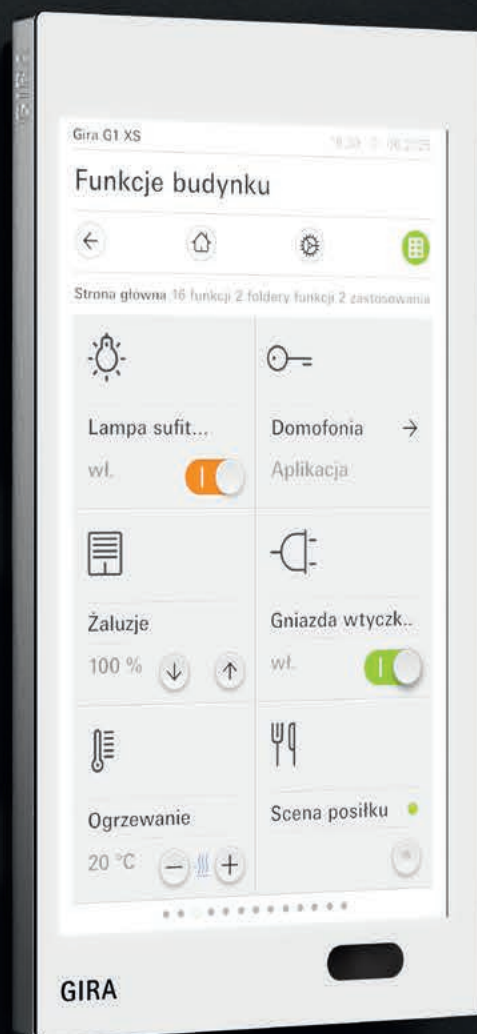 Gira G1 XS
Funkcje budynku
Strona główna 16 funkcji 2 foldery funkcji 2 zastosowania
Lampa sufit...
wł.
Domofonia →
Aplikacja
Żaluzje
100 %
Gniazda wtyczk..
wł.
Ogrzewanie
20 °C
Scena posiłku
GIRA